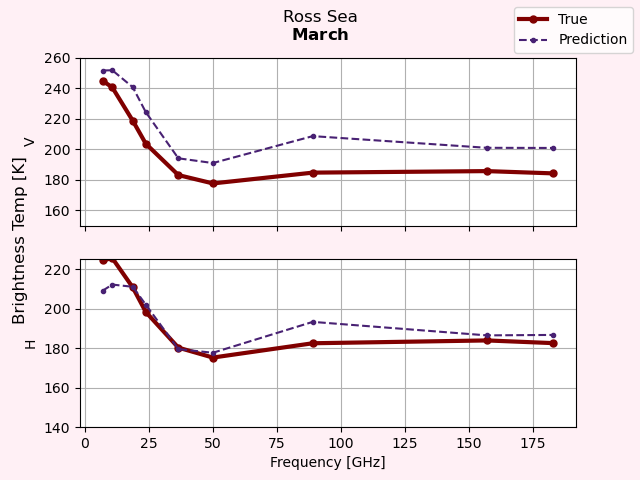 Ross Sea
March
True
Prediction
Brightness Temp [K]
V
260
240
220
200
180
160
H
220
200
180
160
140
0 25 50 75 100 125 150 175
Frequency [GHz]